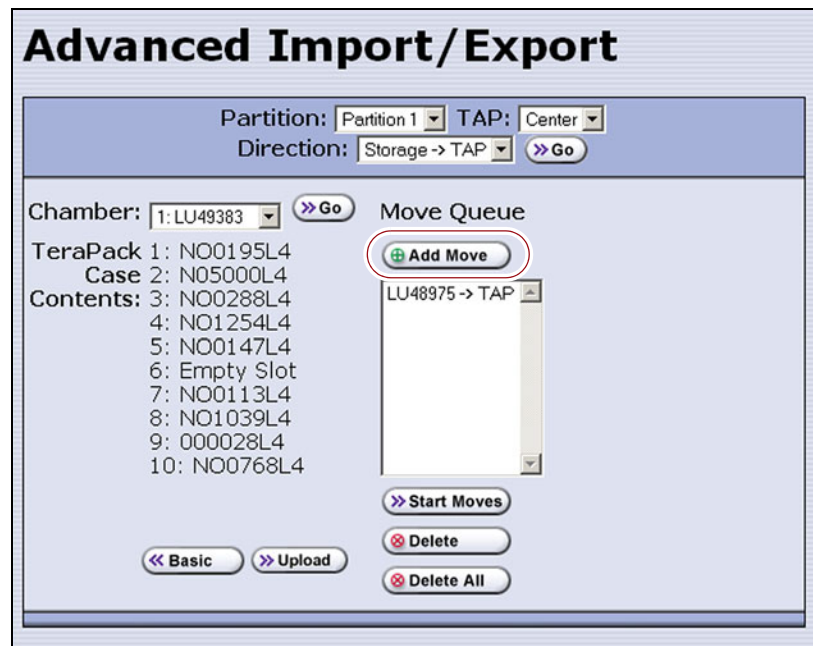 Advanced Import/Export
Partition: Partition 1 TAP: Center
Direction: Storage -> TAP Go
Chamber: 1: LU49383 Go
TeraPack Case Contents:
1: NO0195L4
2: N05000L4
3: NO0288L4
4: NO1254L4
5: NO0147L4
6: Empty Slot
7: NO0113L4
8: NO1039L4
9: 000028L4
10: NO0768L4
Basic Upload
Move Queue
Add Move
LU48975 -> TAP
Start Moves
Delete
Delete All